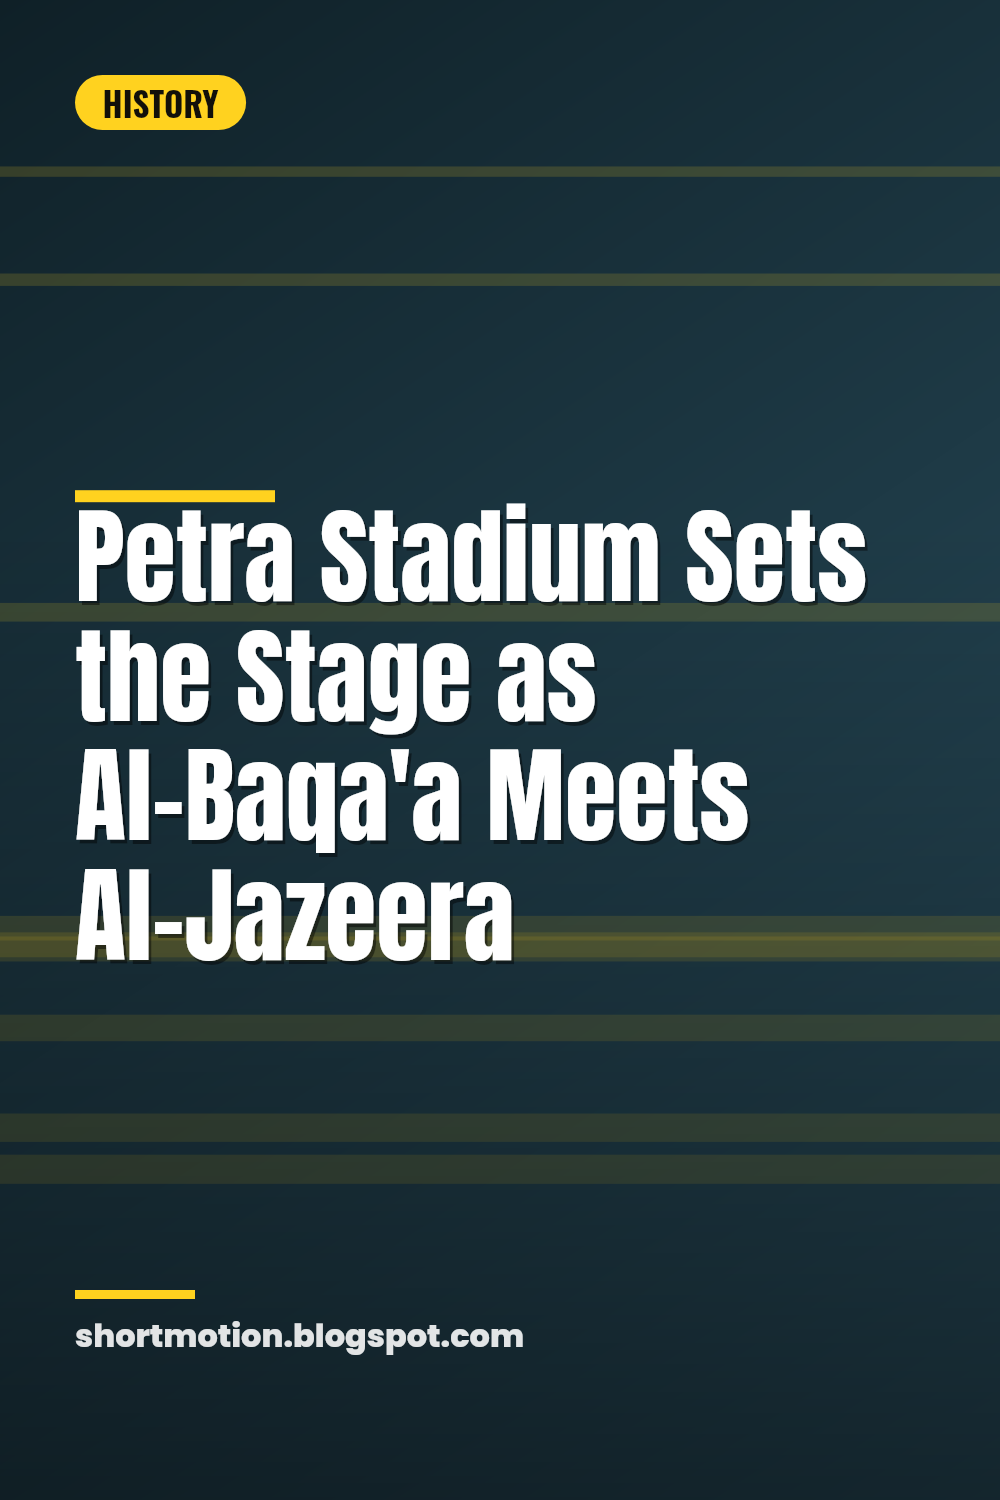 HISTORY
Petra Stadium Sets
the Stage as
Al-Baqa'a Meets
Al-Jazeera
shortmotion.blogspot.com